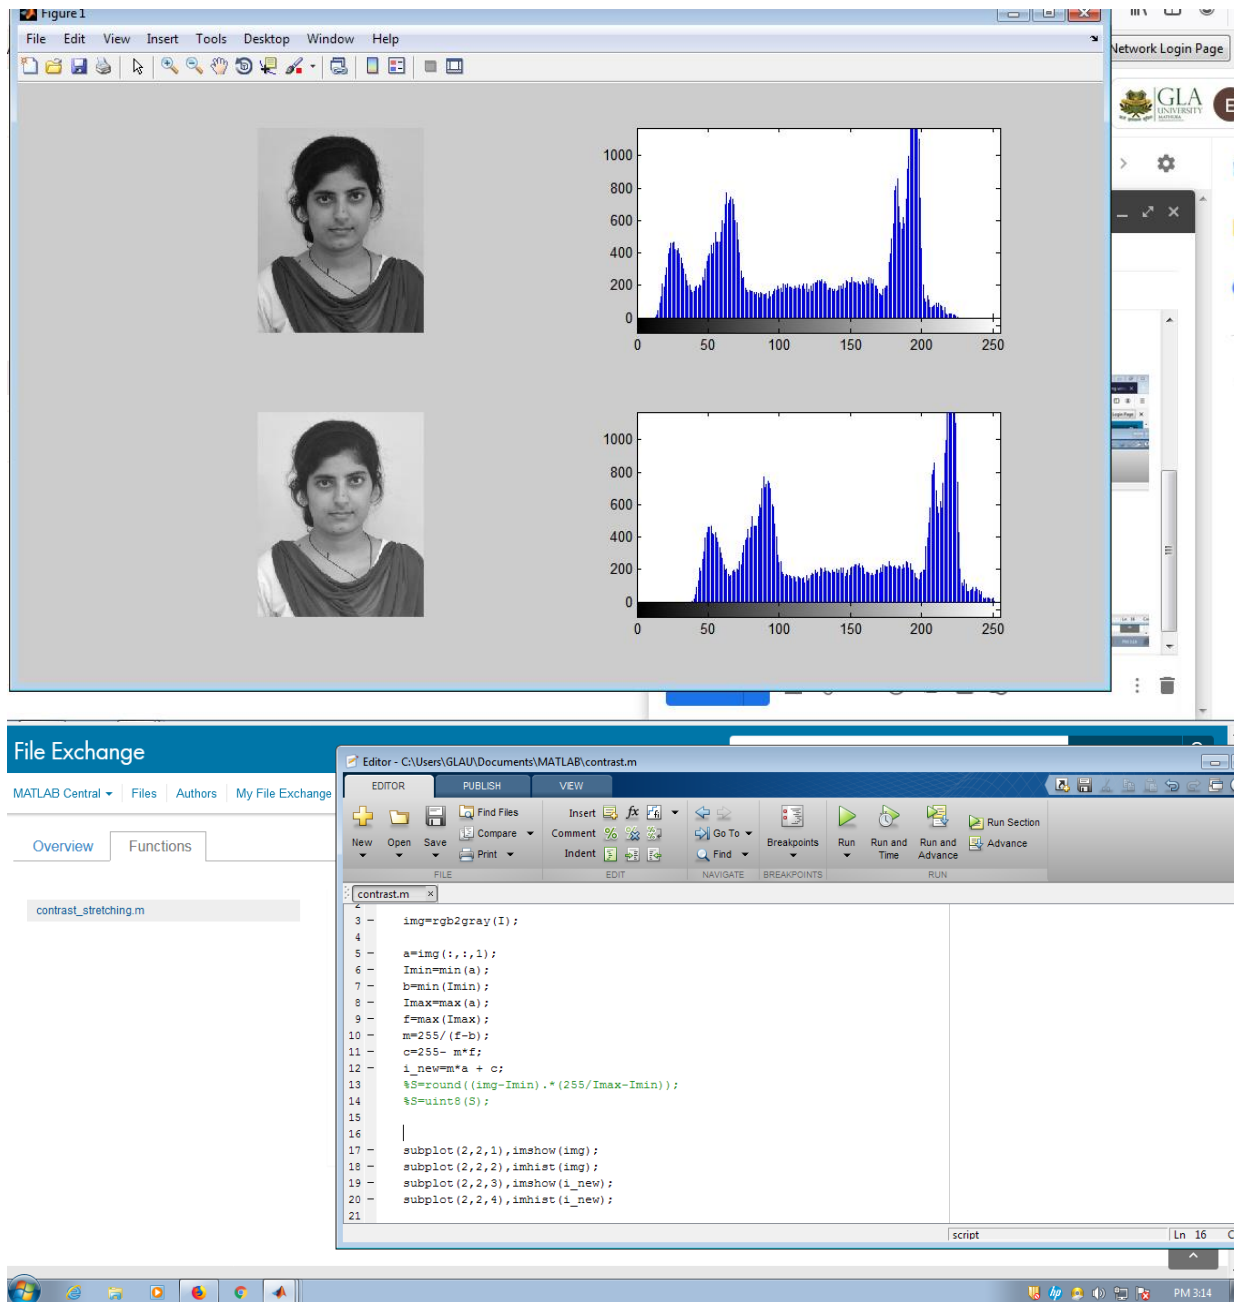 Figure 1
File Edit View Insert Tools Desktop Window Help
Network Login Page
GLA
UNIVERSITY
MATHURA
E
1000
800
600
400
200
0
0 50 100 150 200 250
1000
800
600
400
200
0
0 50 100 150 200 250
File Exchange
MATLAB Central Files Authors My File Exchange
Overview Functions
contrast_stretching.m
Editor - C:\Users\GLAU\Documents\MATLAB\contrast.m
EDITOR PUBLISH VIEW
New Open Save
Find Files
Compare
Print
Insert fx
Comment
Indent
Go To
Find
Breakpoints
Run
Run and Time
Run and Advance
Run Section
Advance
FILE EDIT NAVIGATE BREAKPOINTS RUN
contrast.m ×
2
3 – img=rgb2gray(I);
4
5 – a=img(:,:,1);
6 – Imin=min(a);
7 – b=min(Imin);
8 – Imax=max(a);
9 – f=max(Imax);
10 – m=255/(f-b);
11 – c=255- m*f;
12 – i_new=m*a + c;
13 %S=round((img-Imin).*(255/Imax-Imin));
14 %S=uint8(S);
15
16
17 – subplot(2,2,1),imshow(img);
18 – subplot(2,2,2),imhist(img);
19 – subplot(2,2,3),imshow(i_new);
20 – subplot(2,2,4),imhist(i_new);
21
script Ln 16 C
PM 3:14